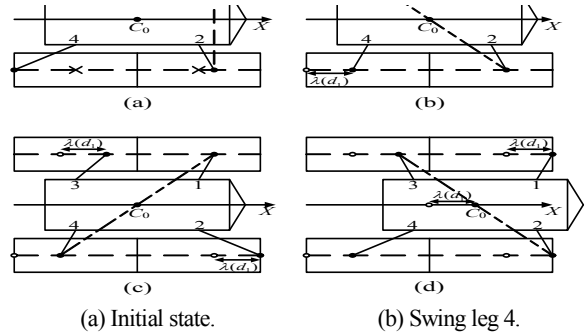 C₀ X
4 2
(a)
C₀ X
4 2
λ(d₁)
(b)
λ(d₁)
3 1
C₀ X
4 2
λ(d₁)
(c)
λ(d₁)
3 1
λ(d₁)
C₀ X
4 2
(d)
(a) Initial state.
(b) Swing leg 4.